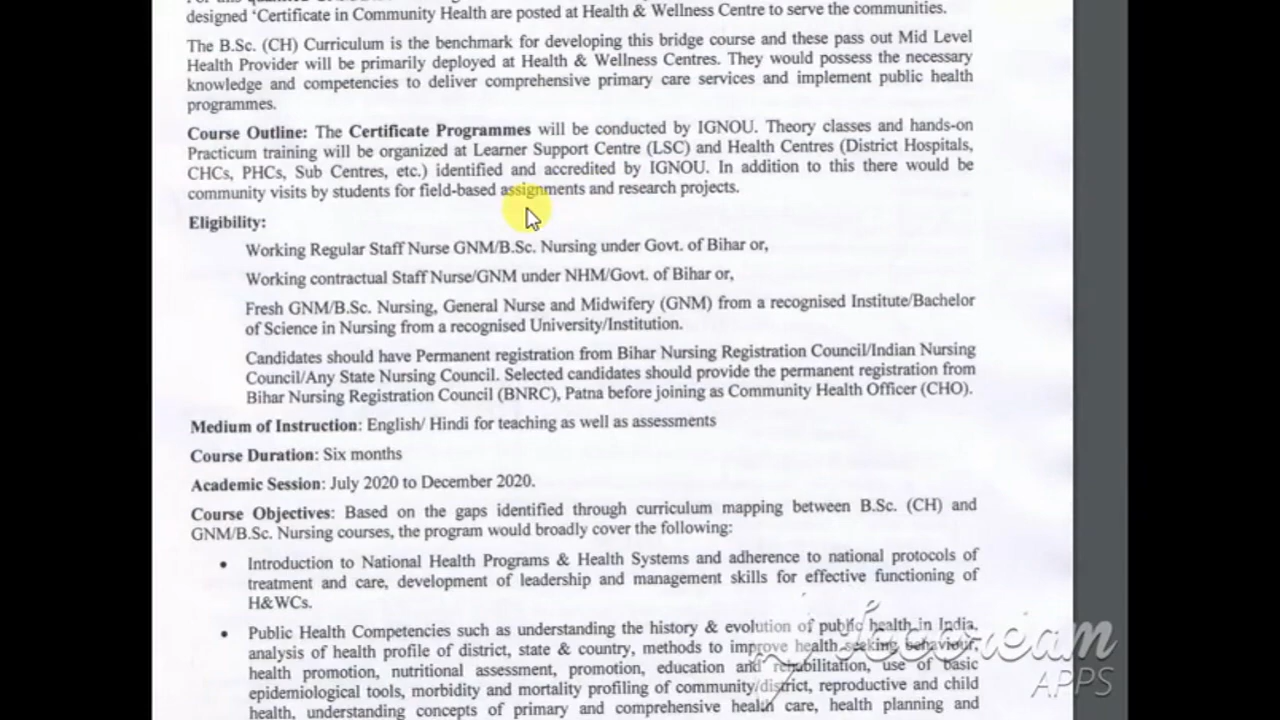 designed 'Certificate in Community Health are posted at Health & Wellness Centre to serve the communities.
The B.Sc. (CH) Curriculum is the benchmark for developing this bridge course and these pass out Mid Level
Health Provider will be primarily deployed at Health & Wellness Centres. They would possess the necessary
knowledge and competencies to deliver comprehensive primary care services and implement public health
programmes.
Course Outline: The Certificate Programmes will be conducted by IGNOU. Theory classes and hands-on
Practicum training will be organized at Learner Support Centre (LSC) and Health Centres (District Hospitals,
CHCs, PHCs, Sub Centres, etc.) identified and accredited by IGNOU. In addition to this there would be
community visits by students for field-based assignments and research projects.
Eligibility:
Working Regular Staff Nurse GNM/B.Sc. Nursing under Govt. of Bihar or,
Working contractual Staff Nurse/GNM under NHM/Govt. of Bihar or,
Fresh GNM/B.Sc. Nursing, General Nurse and Midwifery (GNM) from a recognised Institute/Bachelor
of Science in Nursing from a recognised University/Institution.
Candidates should have Permanent registration from Bihar Nursing Registration Council/Indian Nursing
Council/Any State Nursing Council. Selected candidates should provide the permanent registration from
Bihar Nursing Registration Council (BNRC), Patna before joining as Community Health Officer (CHO).
Medium of Instruction: English/ Hindi for teaching as well as assessments
Course Duration: Six months
Academic Session: July 2020 to December 2020.
Course Objectives: Based on the gaps identified through curriculum mapping between B.Sc. (CH) and
GNM/B.Sc. Nursing courses, the program would broadly cover the following:
• Introduction to National Health Programs & Health Systems and adherence to national protocols of
treatment and care, development of leadership and management skills for effective functioning of
H&WCs.
• Public Health Competencies such as understanding the history & evolution of public health in India,
analysis of health profile of district, state & country, methods to improve health seeking behaviour,
health promotion, nutritional assessment, promotion, education and rehabilitation, use of basic
epidemiological tools, morbidity and mortality profiling of community/district, reproductive and child
health, understanding concepts of primary and comprehensive health care, health planning and
APPS